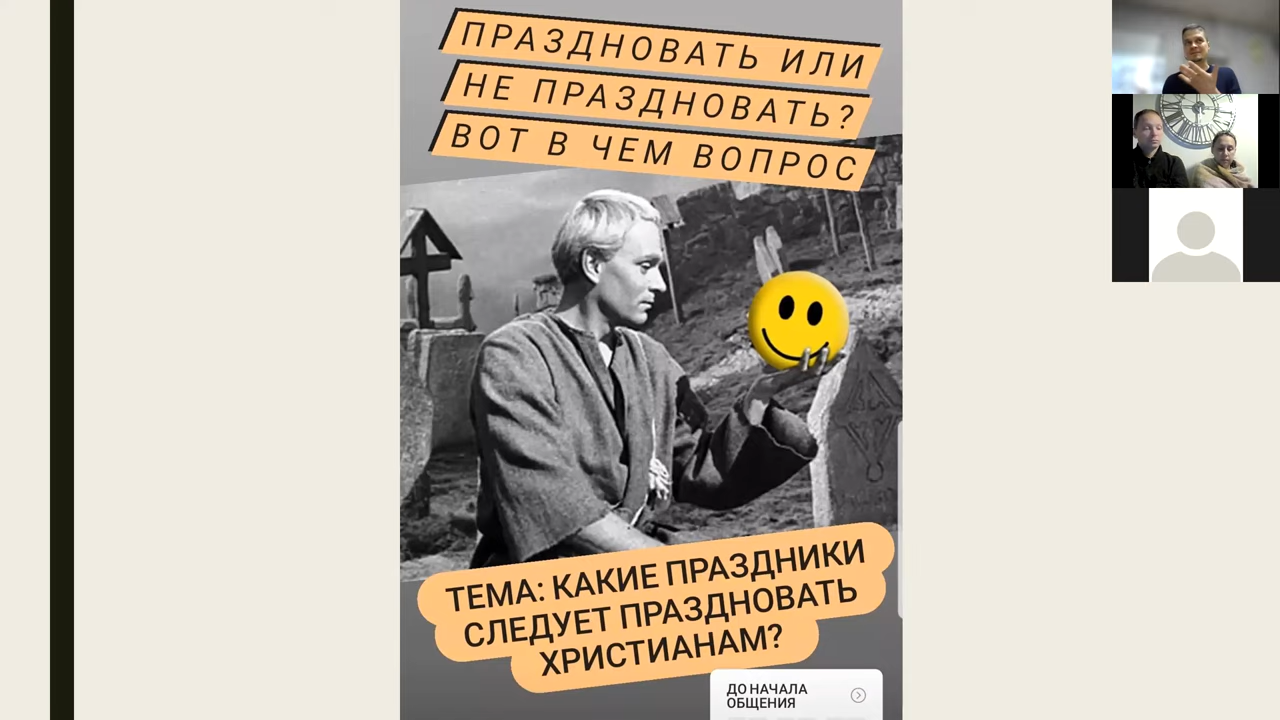 ПРАЗДНОВАТЬ ИЛИ
НЕ ПРАЗДНОВАТЬ?
ВОТ В ЧЕМ ВОПРОС
ТЕМА: КАКИЕ ПРАЗДНИКИ
СЛЕДУЕТ ПРАЗДНОВАТЬ
ХРИСТИАНАМ?
ДО НАЧАЛА
ОБЩЕНИЯ